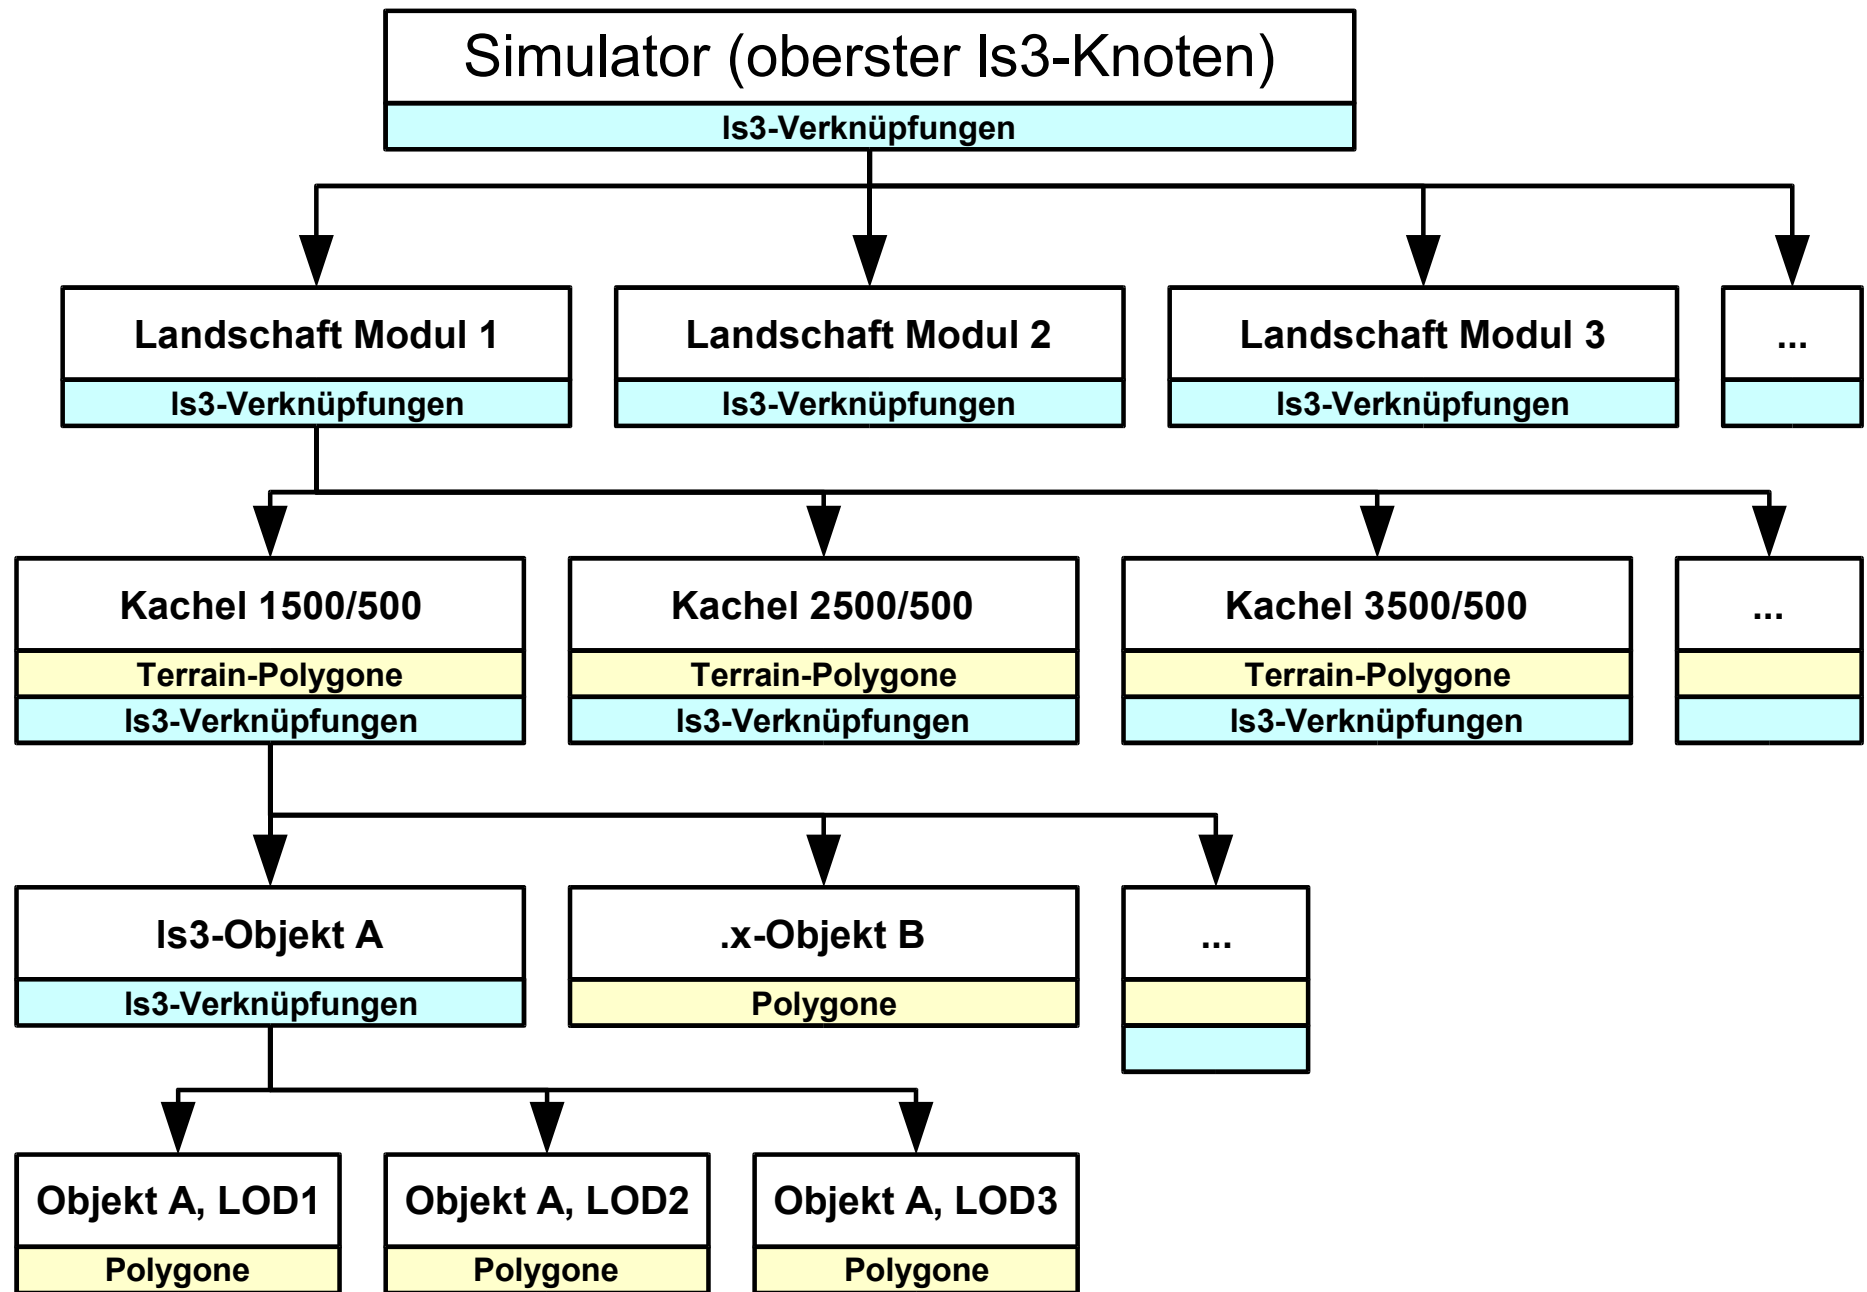 Simulator (oberster ls3-Knoten)
ls3-Verknüpfungen
Landschaft Modul 1
Landschaft Modul 2
Landschaft Modul 3
...
ls3-Verknüpfungen
ls3-Verknüpfungen
ls3-Verknüpfungen
Kachel 1500/500
Kachel 2500/500
Kachel 3500/500
...
Terrain-Polygone
Terrain-Polygone
Terrain-Polygone
ls3-Verknüpfungen
ls3-Verknüpfungen
ls3-Verknüpfungen
ls3-Objekt A
.x-Objekt B
...
ls3-Verknüpfungen
Polygone
Objekt A, LOD1
Objekt A, LOD2
Objekt A, LOD3
Polygone
Polygone
Polygone